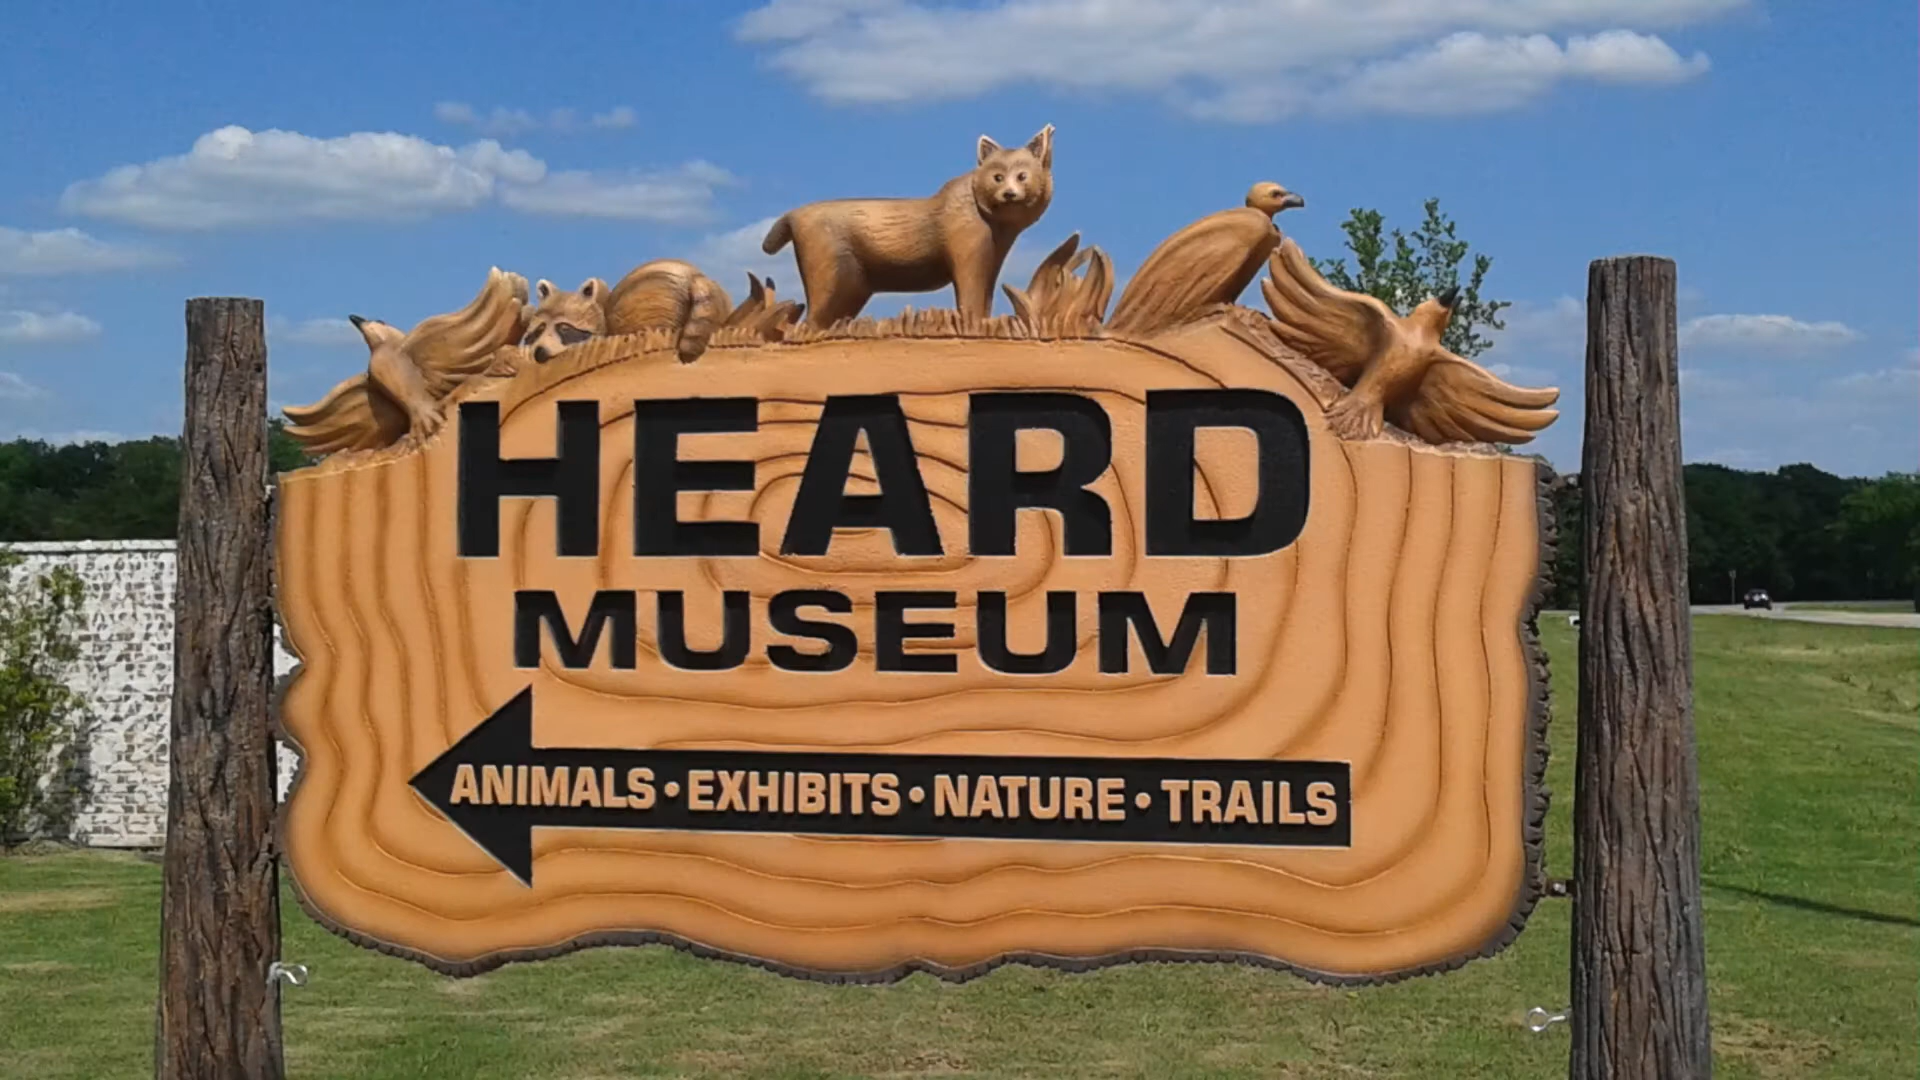 HEARD
MUSEUM
ANIMALS • EXHIBITS • NATURE • TRAILS